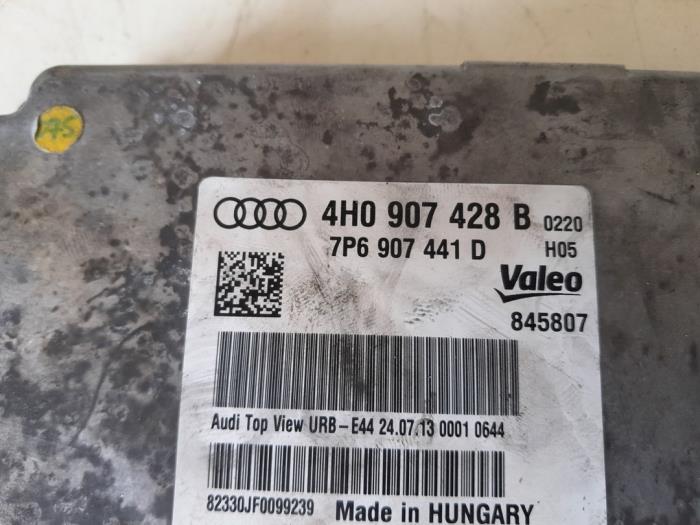 4H0 907 428 B 0220
7P6 907 441 D H05
Valeo
845807
Audi Top View URB-E44 24.07.13 0001 0644
82330JF0099239 Made in HUNGARY